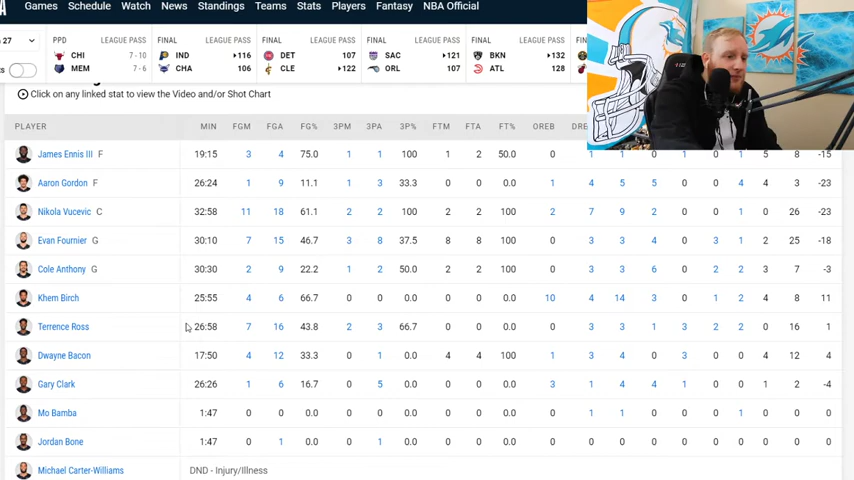 Games Schedule Watch News Standings Teams Stats Players Fantasy NBA Official
27 PPD LEAGUE PASS FINAL LEAGUE PASS FINAL LEAGUE PASS FINAL LEAGUE PASS FINAL LEAGUE PASS
CHI 7 - 10 IND 116 DET 107 SAC 121 BKN 132
MEM 7 - 6 CHA 106 CLE 122 ORL 107 ATL 128
Click on any linked stat to view the Video and/or Shot Chart
PLAYER MIN FGM FGA FG% 3PM 3PA 3P% FTM FTA FT% OREB DRE
James Ennis III F 19:15 3 4 75.0 1 1 100 1 2 50.0 0 1 1 0 1 0 1 5 8 -15
Aaron Gordon F 26:24 1 9 11.1 1 3 33.3 0 0 0.0 1 4 5 5 0 0 4 4 3 -23
Nikola Vucevic C 32:58 11 18 61.1 2 2 100 2 2 100 2 7 9 2 0 0 1 0 26 -23
Evan Fournier G 30:10 7 15 46.7 3 8 37.5 8 8 100 0 3 3 4 0 3 1 2 25 -18
Cole Anthony G 30:30 2 9 22.2 1 2 50.0 2 2 100 0 3 3 6 0 2 2 3 7 -3
Khem Birch 25:55 4 6 66.7 0 0 0.0 0 0 0.0 10 4 14 3 0 1 2 4 8 11
Terrence Ross 26:58 7 16 43.8 2 3 66.7 0 0 0.0 0 3 3 1 3 2 2 0 16 1
Dwayne Bacon 17:50 4 12 33.3 0 1 0.0 4 4 100 1 3 4 0 3 0 0 4 12 4
Gary Clark 26:26 1 6 16.7 0 5 0.0 0 0 0.0 3 1 4 4 1 0 0 1 2 -4
Mo Bamba 1:47 0 0 0.0 0 0 0.0 0 0 0.0 0 1 1 0 0 0 1 0 0 0
Jordan Bone 1:47 0 1 0.0 0 1 0.0 0 0 0.0 0 0 0 0 0 0 0 0 0 0
Michael Carter-Williams DND - Injury/Illness